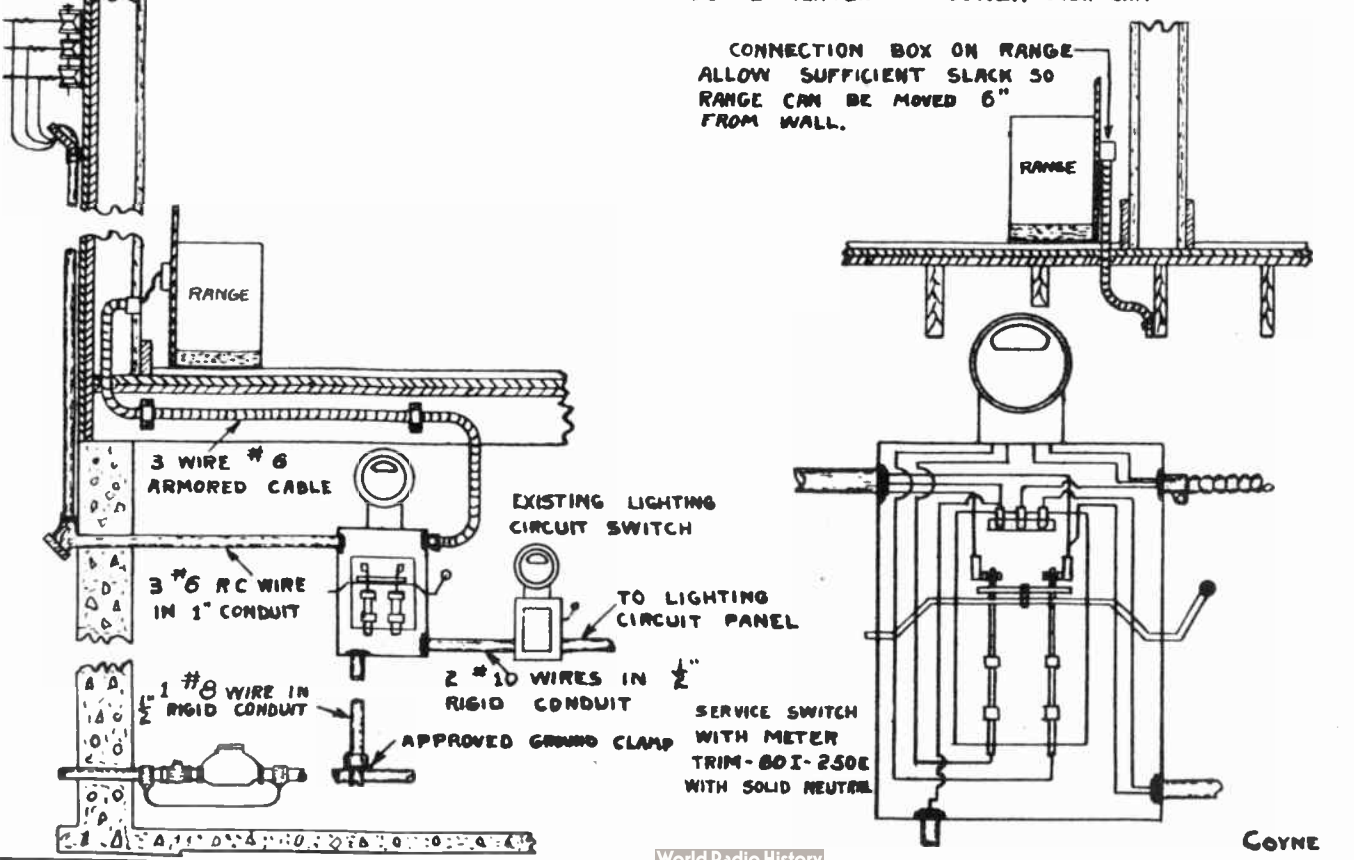 CONNECTION BOX ON RANGE
ALLOW SUFFICIENT SLACK SO
RANGE CAN BE MOVED 6"
FROM WALL.
RANGE
RANGE
3 WIRE #6
ARMORED CABLE
EXISTING LIGHTING
CIRCUIT SWITCH
3 #6 RC WIRE
IN 1" CONDUIT
TO LIGHTING
CIRCUIT PANEL
2 #10 WIRES IN 1/2"
RIGID CONDUIT
1 #8 WIRE IN
1/2" RIGID CONDUIT
APPROVED GROUND CLAMP
SERVICE SWITCH
WITH METER
TRIM-60I-250E
WITH SOLID NEUTRAL
COYNE
World Radio History